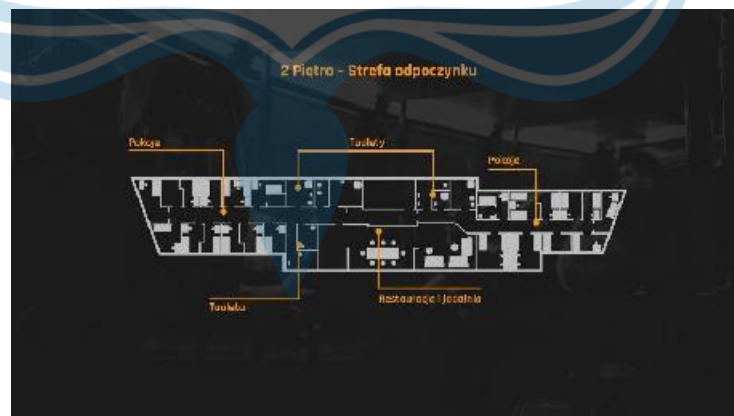 2 Piętro - Strefa odpoczynku
Pokoje
Toalety
Pokoje
Toaleta
Restauracja i jadalnia